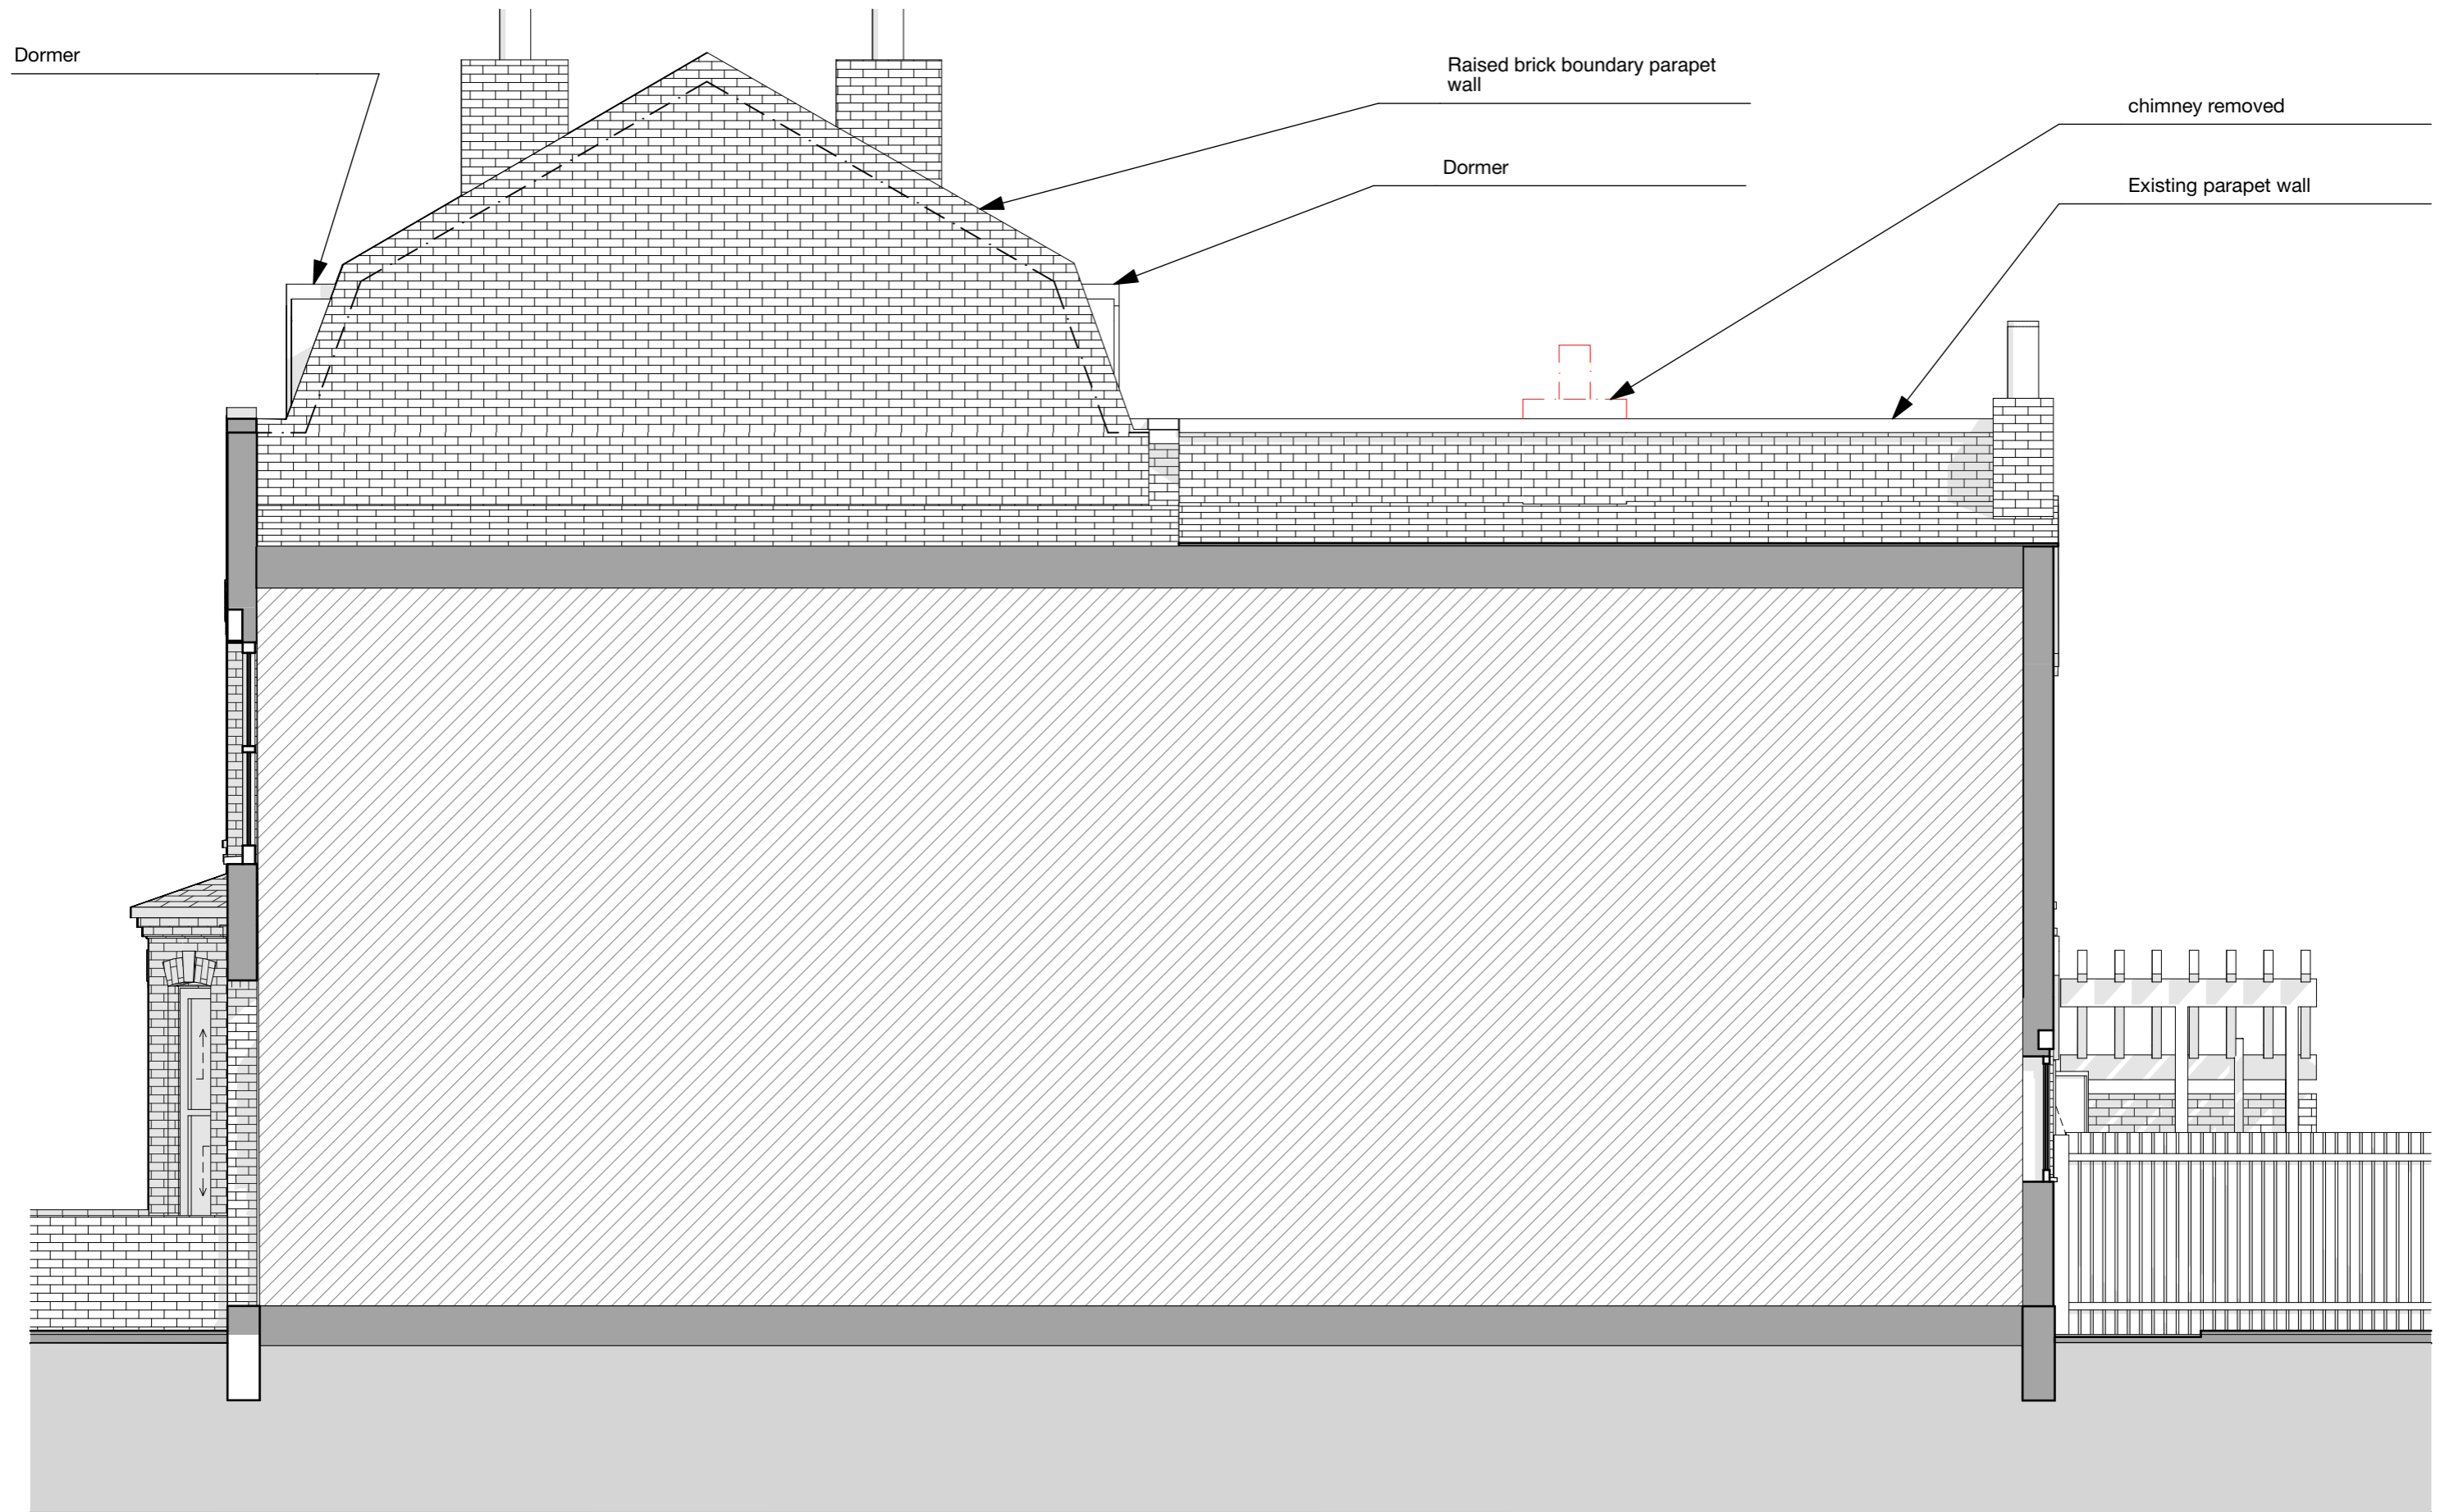 Dormer
Raised brick boundary parapet
wall
chimney removed
Dormer
Existing parapet wall